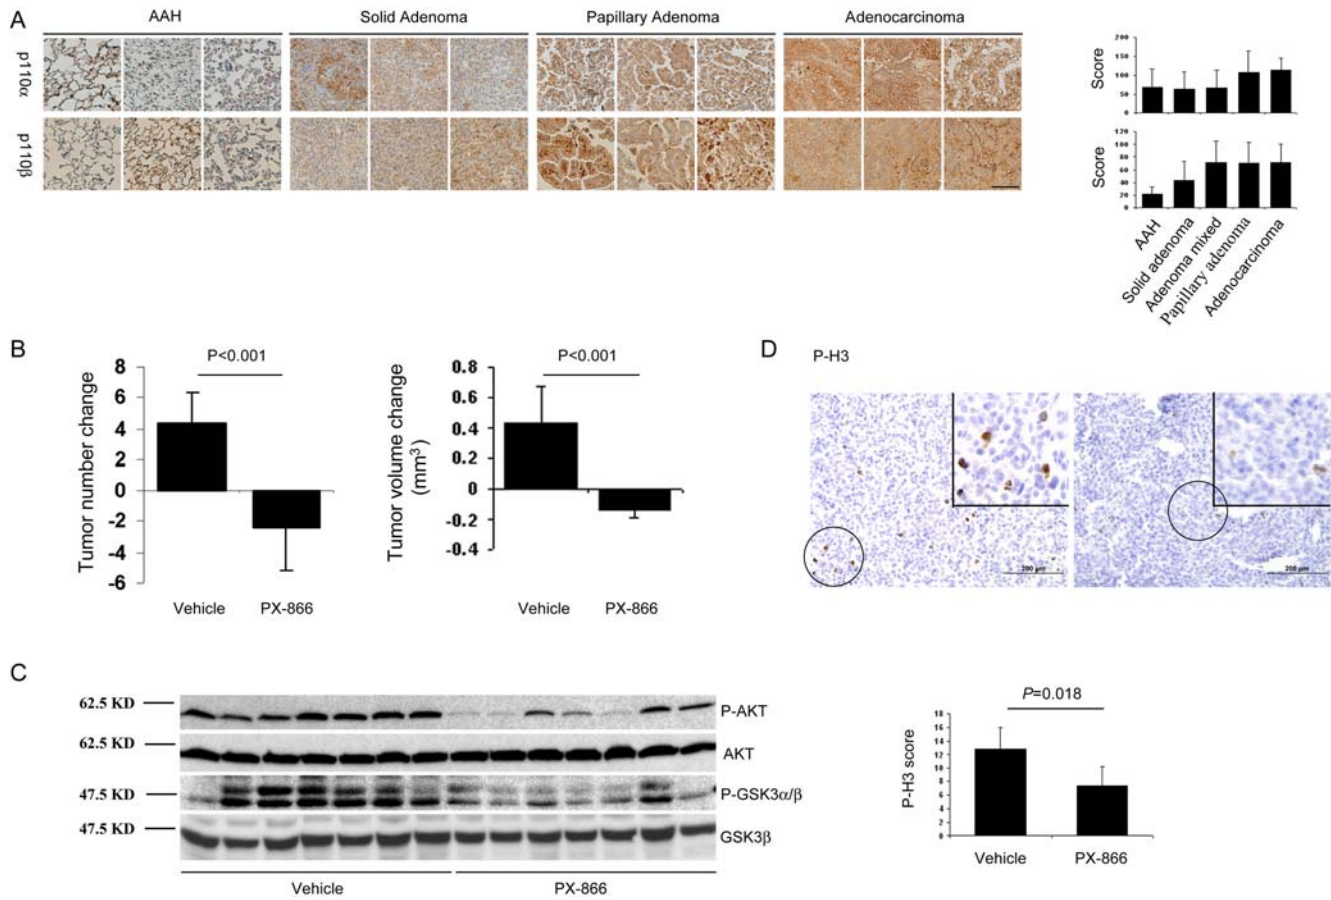 A
AAH
Solid Adenoma
Papillary Adenoma
Adenocarcinoma
p110α
p110β
Score
200
150
100
50
0
Score
120
100
80
60
40
20
0
AAH
Solid adenoma
Adenoma mixed
Papillary adenoma
Adenocarcinoma
B
P<0.001
Tumor number change
8
6
4
2
0
-2
-4
-6
Vehicle
PX-866
P<0.001
Tumor volume change
(mm³)
0.8
0.6
0.4
0.2
0
-0.2
-0.4
Vehicle
PX-866
D
P-H3
200 µm
200 µm
C
62.5 KD
P-AKT
62.5 KD
AKT
47.5 KD
P-GSK3α/β
47.5 KD
GSK3β
Vehicle
PX-866
P=0.018
P-H3 score
18
16
14
12
10
8
6
4
2
0
Vehicle
PX-866